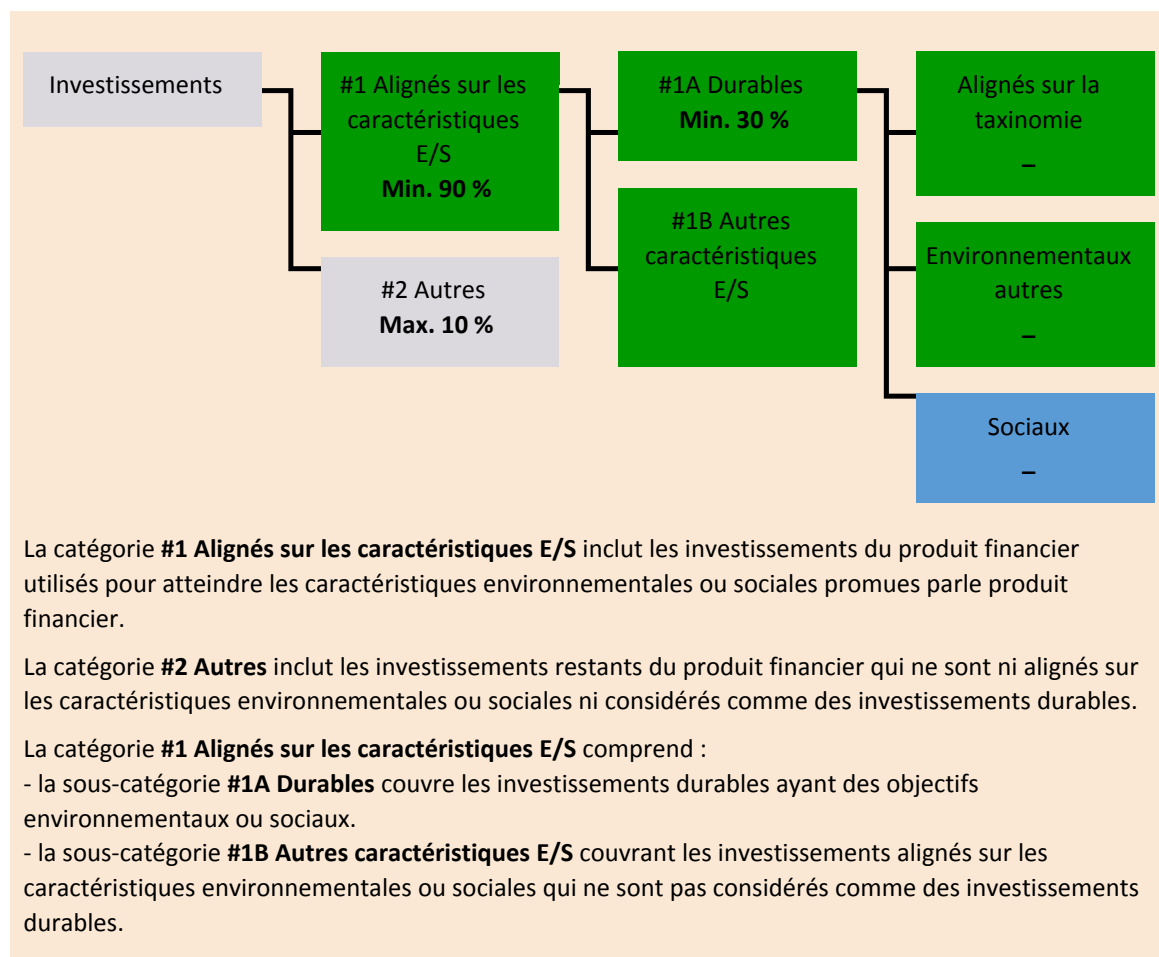 Investissements
#1 Alignés sur les
caractéristiques
E/S
Min. 90 %
#2 Autres
Max. 10 %
#1A Durables
Min. 30 %
#1B Autres
caractéristiques
E/S
Alignés sur la
taxinomie
–
Environnementaux
autres
–
Sociaux
–
La catégorie #1 Alignés sur les caractéristiques E/S inclut les investissements du produit financier
utilisés pour atteindre les caractéristiques environnementales ou sociales promues parle produit
financier.
La catégorie #2 Autres inclut les investissements restants du produit financier qui ne sont ni alignés sur
les caractéristiques environnementales ou sociales ni considérés comme des investissements durables.
La catégorie #1 Alignés sur les caractéristiques E/S comprend :
- la sous-catégorie #1A Durables couvre les investissements durables ayant des objectifs
environnementaux ou sociaux.
- la sous-catégorie #1B Autres caractéristiques E/S couvrant les investissements alignés sur les
caractéristiques environnementales ou sociales qui ne sont pas considérés comme des investissements
durables.